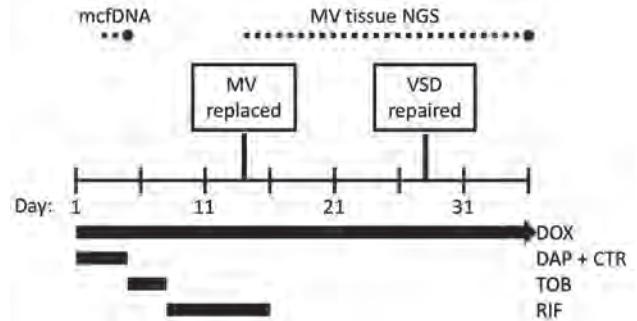 mcfDNA MV tissue NGS
MV VSD
replaced repaired
Day: 1 11 21 31
DOX
DAP + CTR
TOB
RIF